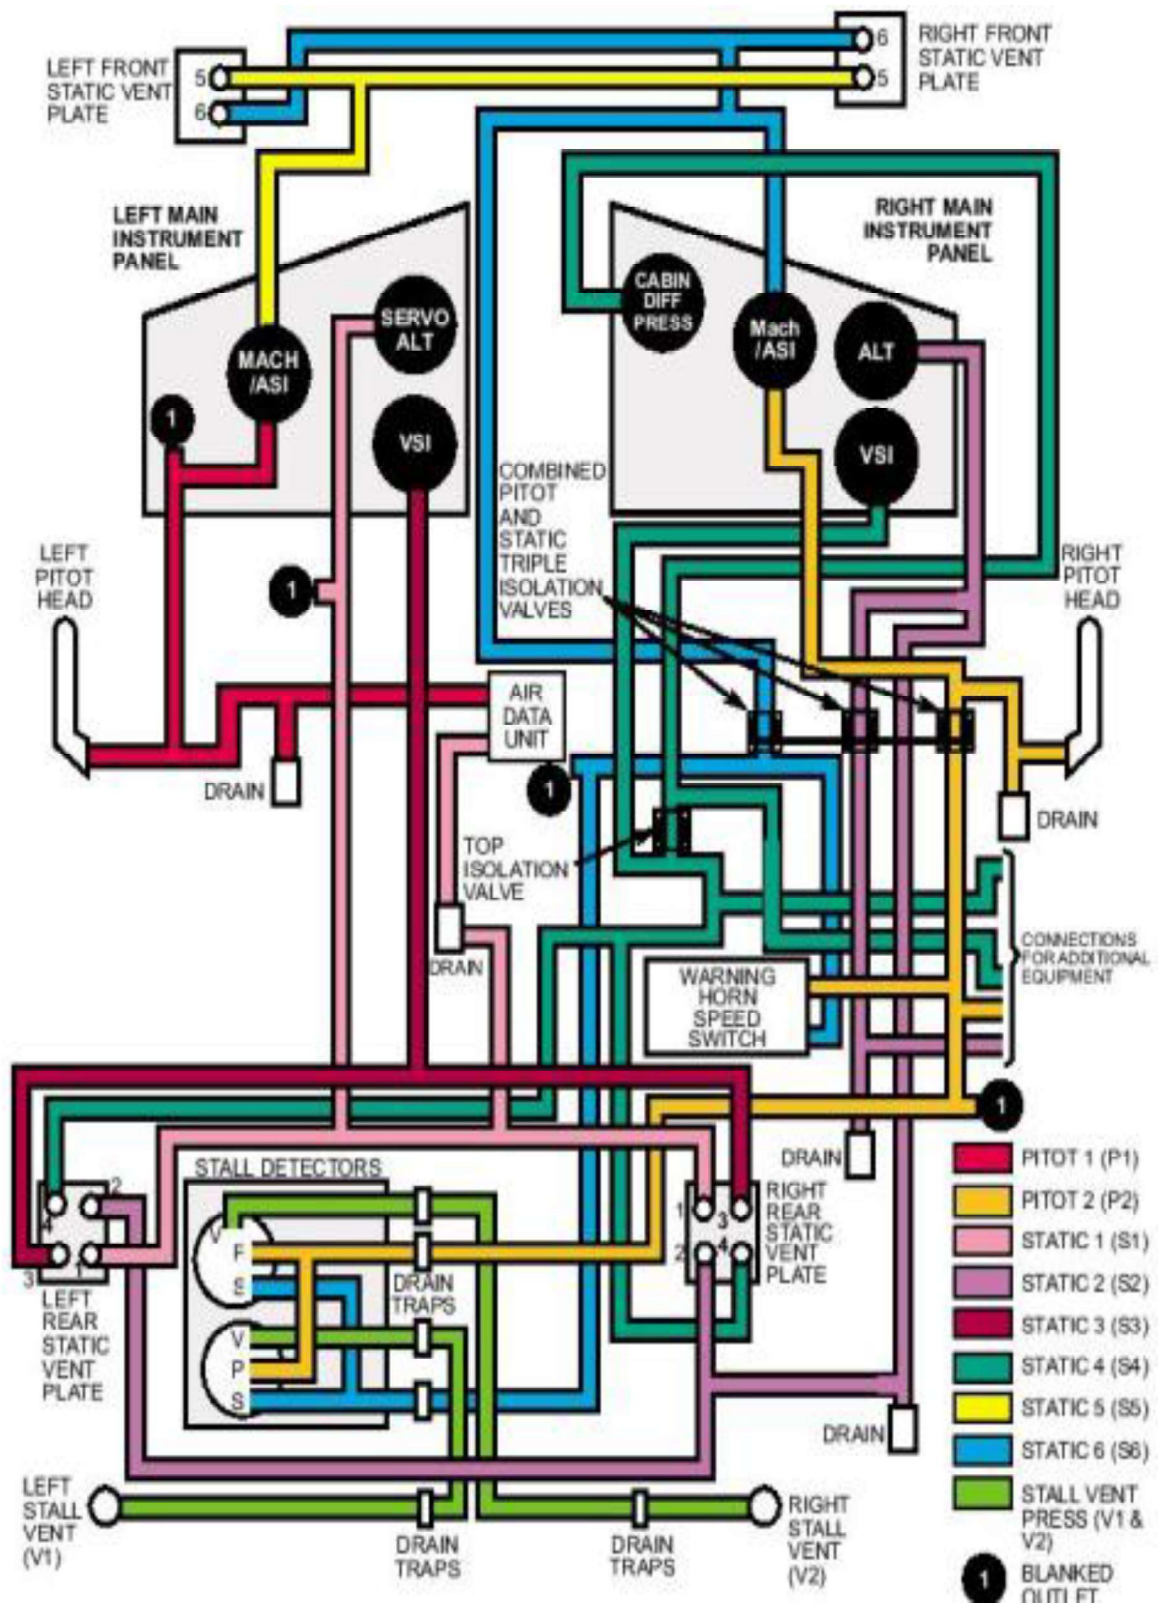 LEFT FRONT
STATIC VENT
PLATE
5
6
6
5
RIGHT FRONT
STATIC VENT
PLATE
LEFT MAIN
INSTRUMENT
PANEL
RIGHT MAIN
INSTRUMENT
PANEL
MACH
/ASI
SERVO
ALT
VSI
1
CABIN
DIFF
PRESS
Mach
/ASI
ALT
VSI
COMBINED
PITOT
AND
STATIC
TRIPLE
ISOLATION
VALVES
LEFT
PITOT
HEAD
1
RIGHT
PITOT
HEAD
AIR
DATA
UNIT
DRAIN
1
DRAIN
TOP
ISOLATION
VALVE
DRAIN
CONNECTIONS
FOR ADDITIONAL
EQUIPMENT
WARNING
HORN
SPEED
SWITCH
1
DRAIN
STALL DETECTORS
2
4
3
1
LEFT
REAR
STATIC
VENT
PLATE
V
F
S
V
P
S
DRAIN
TRAPS
1
3
2
4
RIGHT
REAR
STATIC
VENT
PLATE
DRAIN
LEFT
STALL
VENT
(V1)
DRAIN
TRAPS
DRAIN
TRAPS
RIGHT
STALL
VENT
(V2)
PITOT 1 (P1)
PITOT 2 (P2)
STATIC 1 (S1)
STATIC 2 (S2)
STATIC 3 (S3)
STATIC 4 (S4)
STATIC 5 (S5)
STATIC 6 (S6)
STALL VENT
PRESS (V1 &
V2)
1
BLANKED
OUTLET